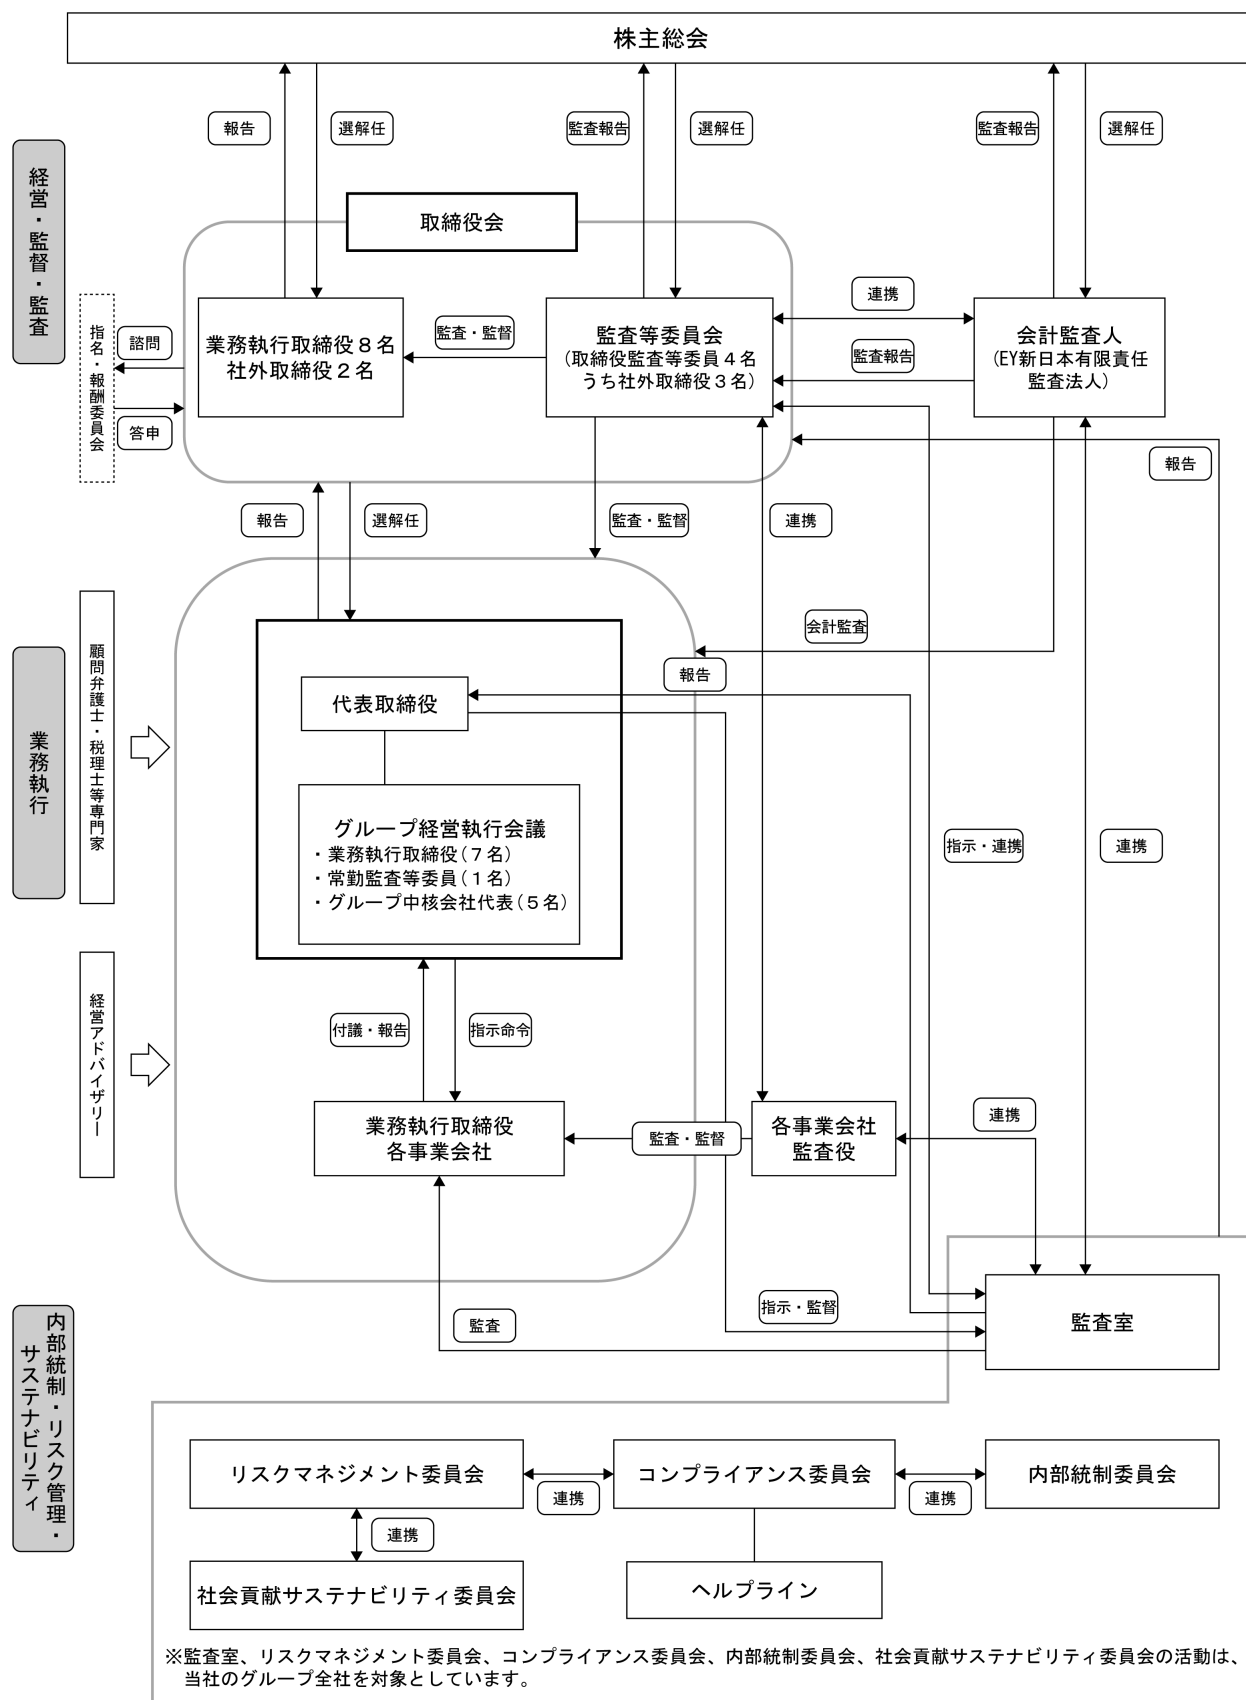 株主総会
報告
選解任
監査報告
選解任
監査報告
選解任
経営・監督・監査
取締役会
指名・報酬委員会
諮問
答申
業務執行取締役８名
社外取締役２名
監査・監督
監査等委員会
（取締役監査等委員４名
うち社外取締役３名）
連携
監査報告
会計監査人
（EY新日本有限責任
監査法人）
報告
報告
選解任
監査・監督
連携
会計監査
報告
業務執行
顧問弁護士・税理士等専門家
代表取締役
グループ経営執行会議
・業務執行取締役（７名）
・常勤監査等委員（１名）
・グループ中核会社代表（５名）
指示・連携
連携
経営アドバイザリー
付議・報告
指示命令
業務執行取締役
各事業会社
監査・監督
各事業会社
監査役
連携
監査
指示・監督
監査室
内部統制・リスク管理・
サステナビリティ
リスクマネジメント委員会
連携
コンプライアンス委員会
連携
内部統制委員会
連携
社会貢献サステナビリティ委員会
ヘルプライン
※監査室、リスクマネジメント委員会、コンプライアンス委員会、内部統制委員会、社会貢献サステナビリティ委員会の活動は、
当社のグループ全社を対象としています。